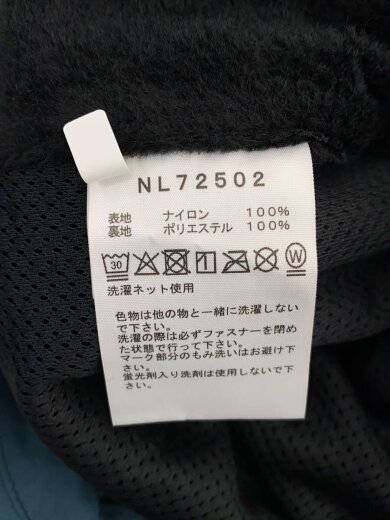 NL72502
表地 ナイロン 100%
裏地 ポリエステル 100%
30 W
洗濯ネット使用
色物は他の物と一緒に洗濯しない
で下さい。
洗濯の際は必ずファスナーを閉め
た状態で行って下さい。
マーク部分のもみ洗いはお避け下
さい。
蛍光剤入り洗剤は使用しないで下
さい。